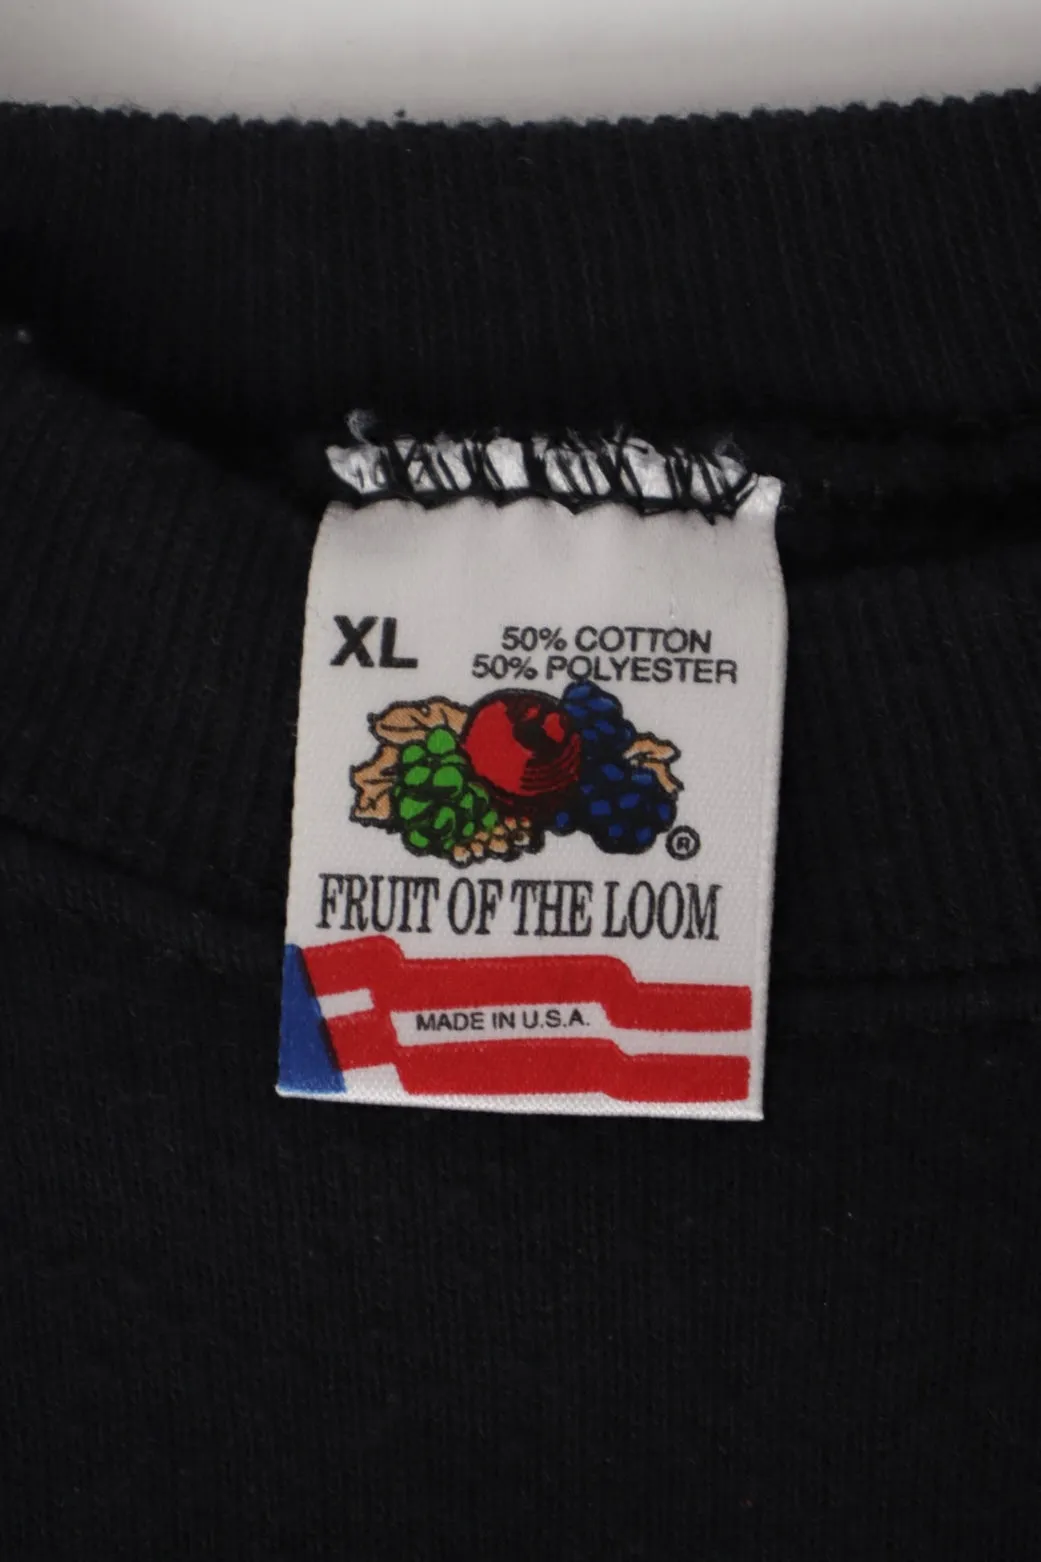 XL
50% COTTON
50% POLYESTER
®
FRUIT OF THE LOOM
MADE IN U.S.A.